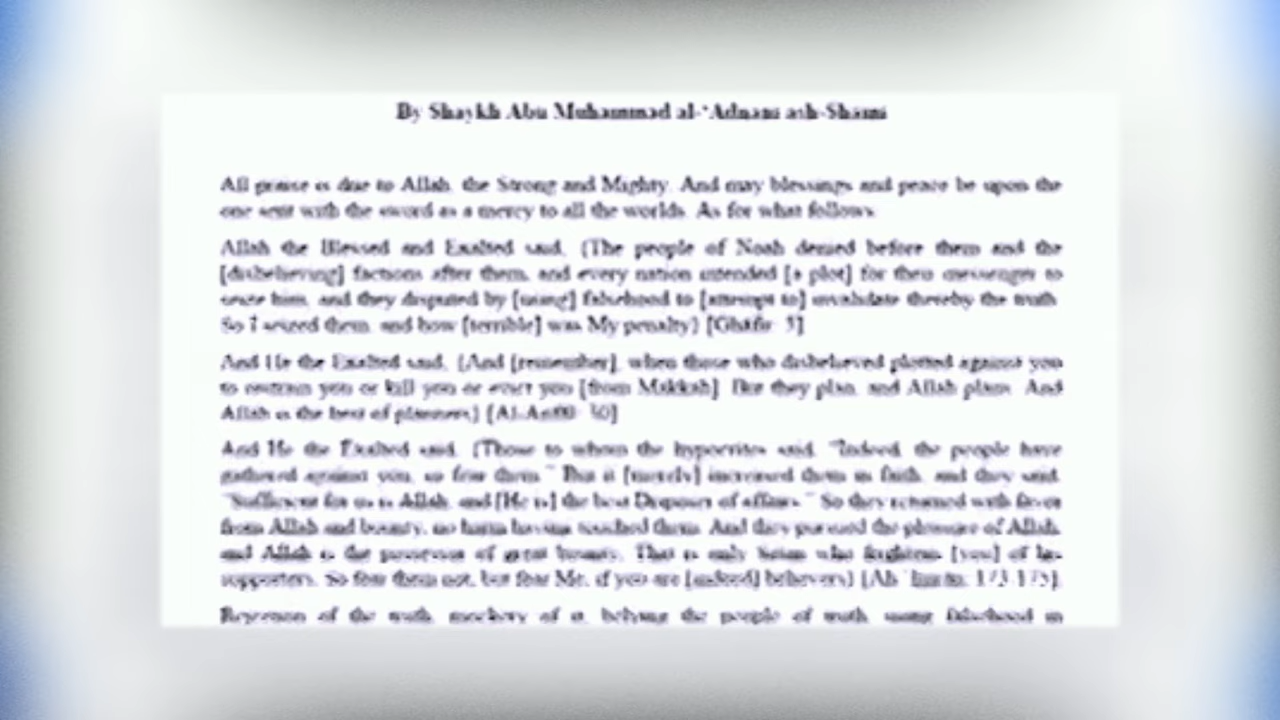 By Shaykh Abu Muhammad al-‘Adnani ash-Shami
All praise is due to Allah, the Strong and Mighty. And may blessings and peace be upon the
one sent with the sword as a mercy to all the worlds. As for what follows:
Allah the Blessed and Exalted said, {The people of Noah denied before them and the
[disbelieving] factions after them, and every nation intended [a plot] for their messenger to
seize him, and they disputed by [using] falsehood to [attempt to] invalidate thereby the truth.
So I seized them, and how [terrible] was My penalty} [Ghāfir: 5]
And He the Exalted said, {And [remember], when those who disbelieved plotted against you
to restrain you or kill you or evict you [from Makkah]. But they plan, and Allah plans. And
Allah is the best of planners} [Al-Anfāl: 30]
And He the Exalted said, {Those to whom the hypocrites said, “Indeed, the people have
gathered against you, so fear them.” But it [merely] increased them in faith, and they said,
“Sufficient for us is Allah, and [He is] the best Disposer of affairs.” So they returned with favor
from Allah and bounty, no harm having touched them. And they pursued the pleasure of Allah,
and Allah is the possessor of great bounty. That is only Satan who frightens [you] of his
supporters. So fear them not, but fear Me, if you are [indeed] believers} 173-175].
of the truth, mockery of it, belying the people of truth, using falsehood in